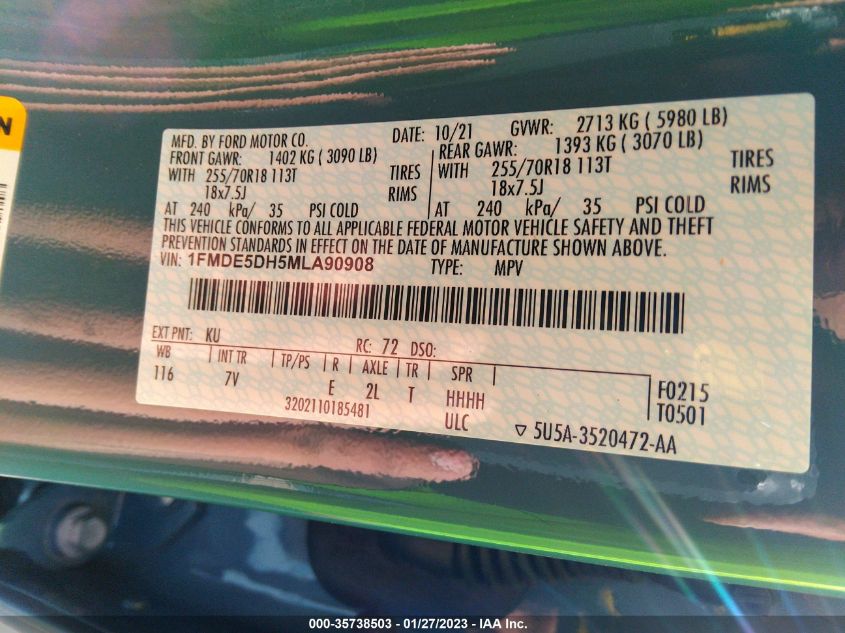 N
MFD. BY FORD MOTOR CO. DATE: 10/21 GVWR: 2713 KG ( 5980 LB)
FRONT GAWR: 1402 KG ( 3090 LB) REAR GAWR: 1393 KG ( 3070 LB)
WITH 255/70R18 113T TIRES WITH 255/70R18 113T TIRES
18x7.5J RIMS 18x7.5J RIMS
AT 240 kPa/ 35 PSI COLD AT 240 kPa/ 35 PSI COLD
THIS VEHICLE CONFORMS TO ALL APPLICABLE FEDERAL MOTOR VEHICLE SAFETY AND THEFT
PREVENTION STANDARDS IN EFFECT ON THE DATE OF MANUFACTURE SHOWN ABOVE.
VIN: 1FMDE5DH5MLA90908 TYPE: MPV
EXT PNT: KU RC: 72 DSO:
WB INT TR TP/PS R AXLE TR SPR
116 7V E 2L T HHHH F0215
3202110185481 ULC T0501
▽ 5U5A-3520472-AA
000-35738503 — 01/27/2023 — IAA Inc.